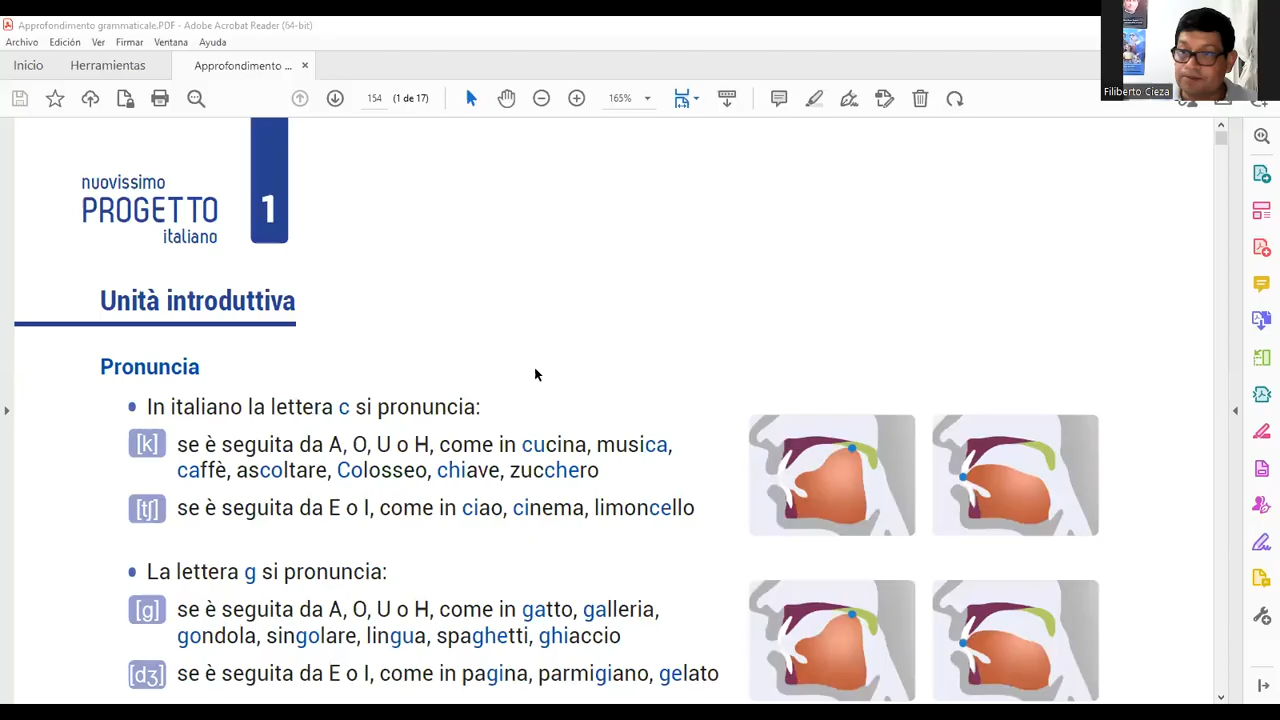 Approfondimento grammaticale.PDF - Adobe Acrobat Reader (64-bit)
Archivo Edición Ver Firmar Ventana Ayuda
Inicio Herramientas Approfondimento ... ×
154 (1 de 17) 165%
Filiberto Cieza
nuovissimo
PROGETTO 1
italiano
Unità introduttiva
Pronuncia
• In italiano la lettera c si pronuncia:
[k] se è seguita da A, O, U o H, come in cucina, musica,
caffè, ascoltare, Colosseo, chiave, zucchero
[tʃ] se è seguita da E o I, come in ciao, cinema, limoncello
• La lettera g si pronuncia:
[g] se è seguita da A, O, U o H, come in gatto, galleria,
gondola, singolare, lingua, spaghetti, ghiaccio
[dʒ] se è seguita da E o I, come in pagina, parmigiano, gelato